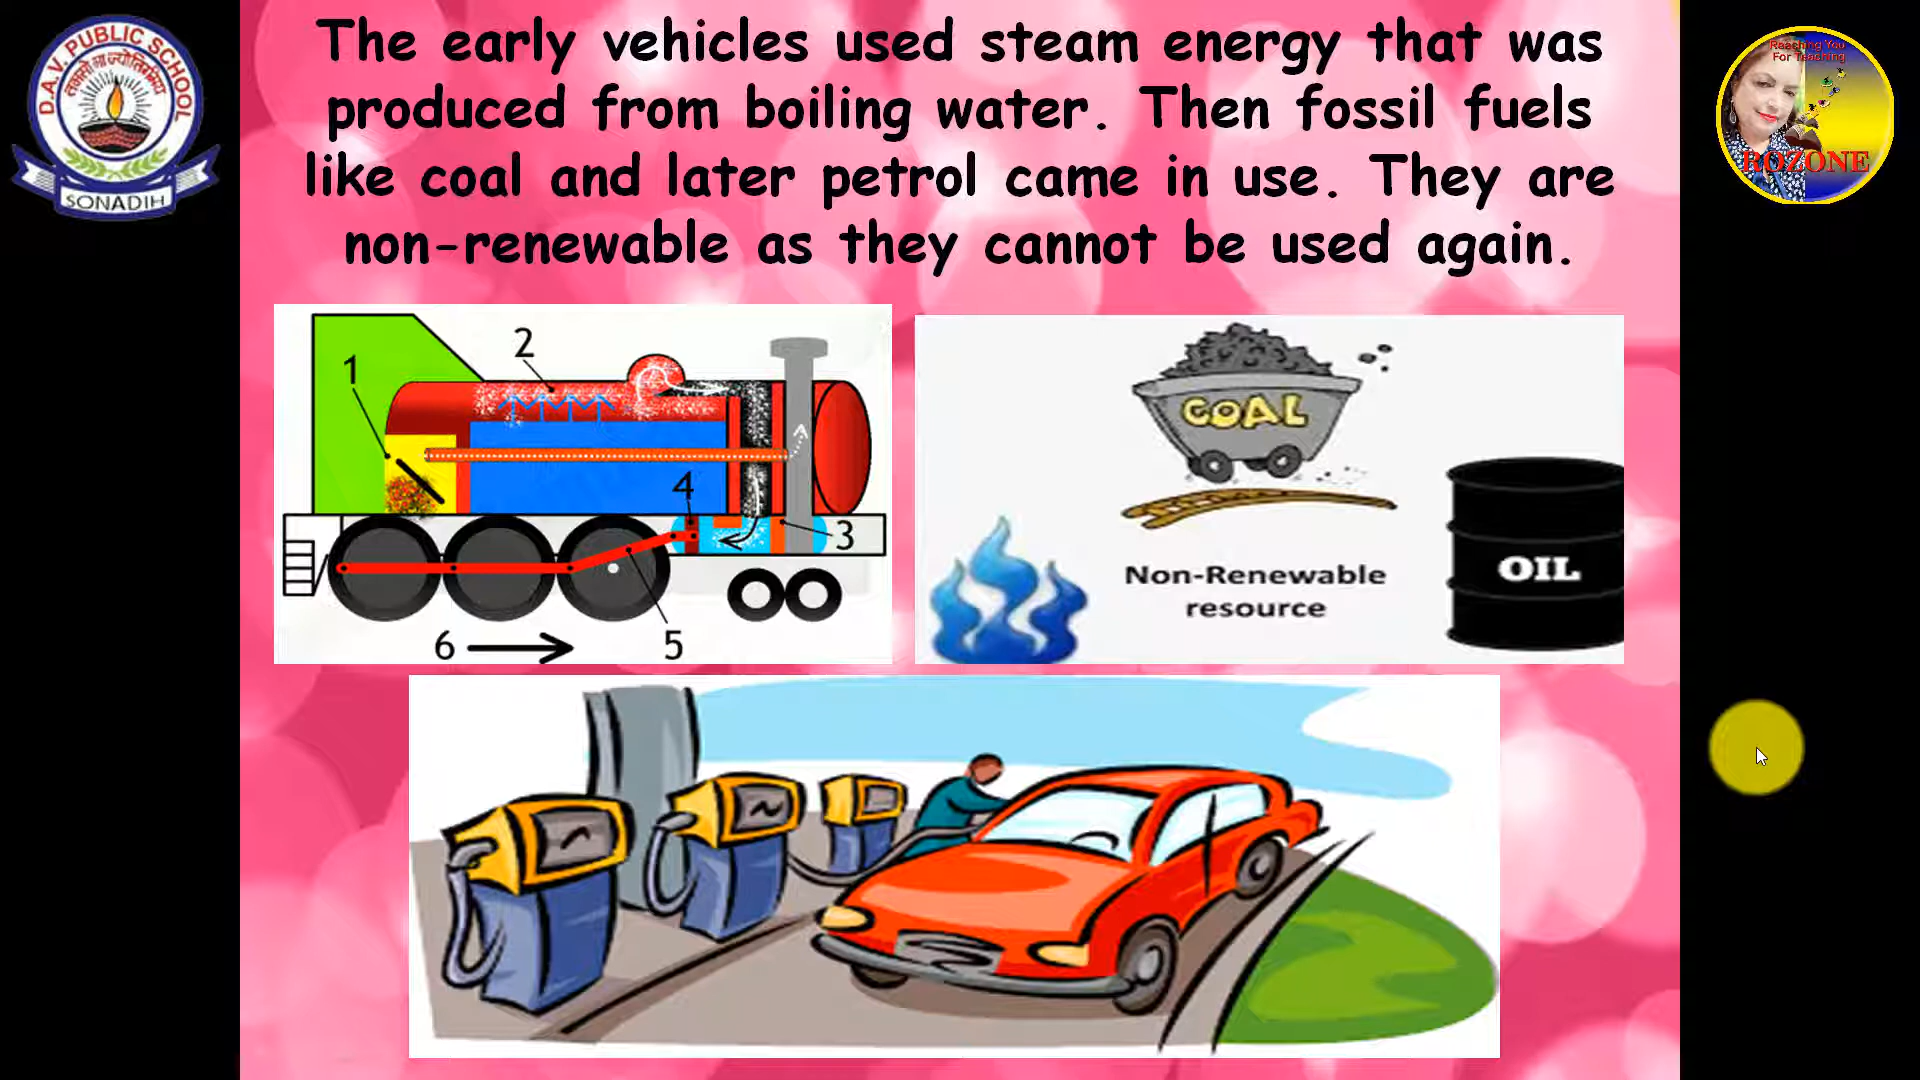 The early vehicles used steam energy that was
produced from boiling water. Then fossil fuels
like coal and later petrol came in use. They are
non-renewable as they cannot be used again.
D.A.V. PUBLIC SCHOOL
SONADIH
Reaching You
For Teaching
ROZONE
1
2
3
4
5
6
COAL
Non-Renewable
resource
OIL